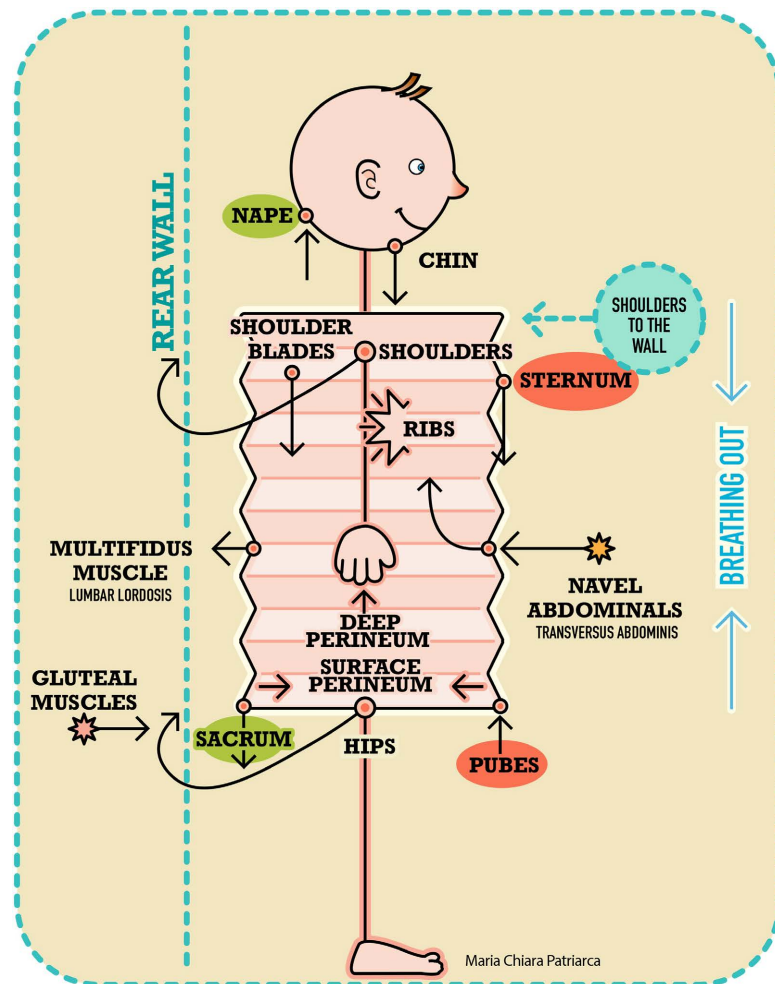 REAR WALL
NAPE
CHIN
SHOULDER
BLADES
SHOULDERS
SHOULDERS
TO THE
WALL
STERNUM
RIBS
BREATHING OUT
MULTIFIDUS
MUSCLE
LUMBAR LORDOSIS
NAVEL
ABDOMINALS
TRANSVERSUS ABDOMINIS
DEEP
PERINEUM
SURFACE
PERINEUM
GLUTEAL
MUSCLES
SACRUM
HIPS
PUBES
Maria Chiara Patriarca